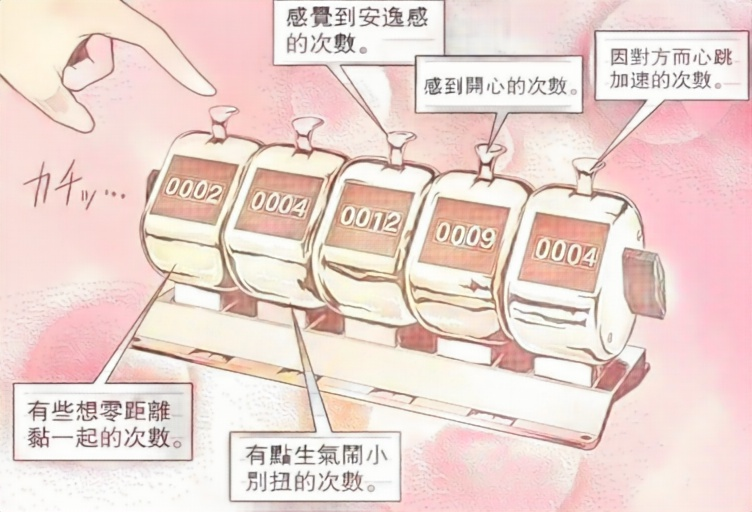 感覺到安逸感
的次數。
感到開心的次數。
因對方而心跳
加速的次數。
カチッ…
0002
0004
0012
0009
0004
有些想零距離
黏一起的次數。
有點生氣鬧小
別扭的次數。